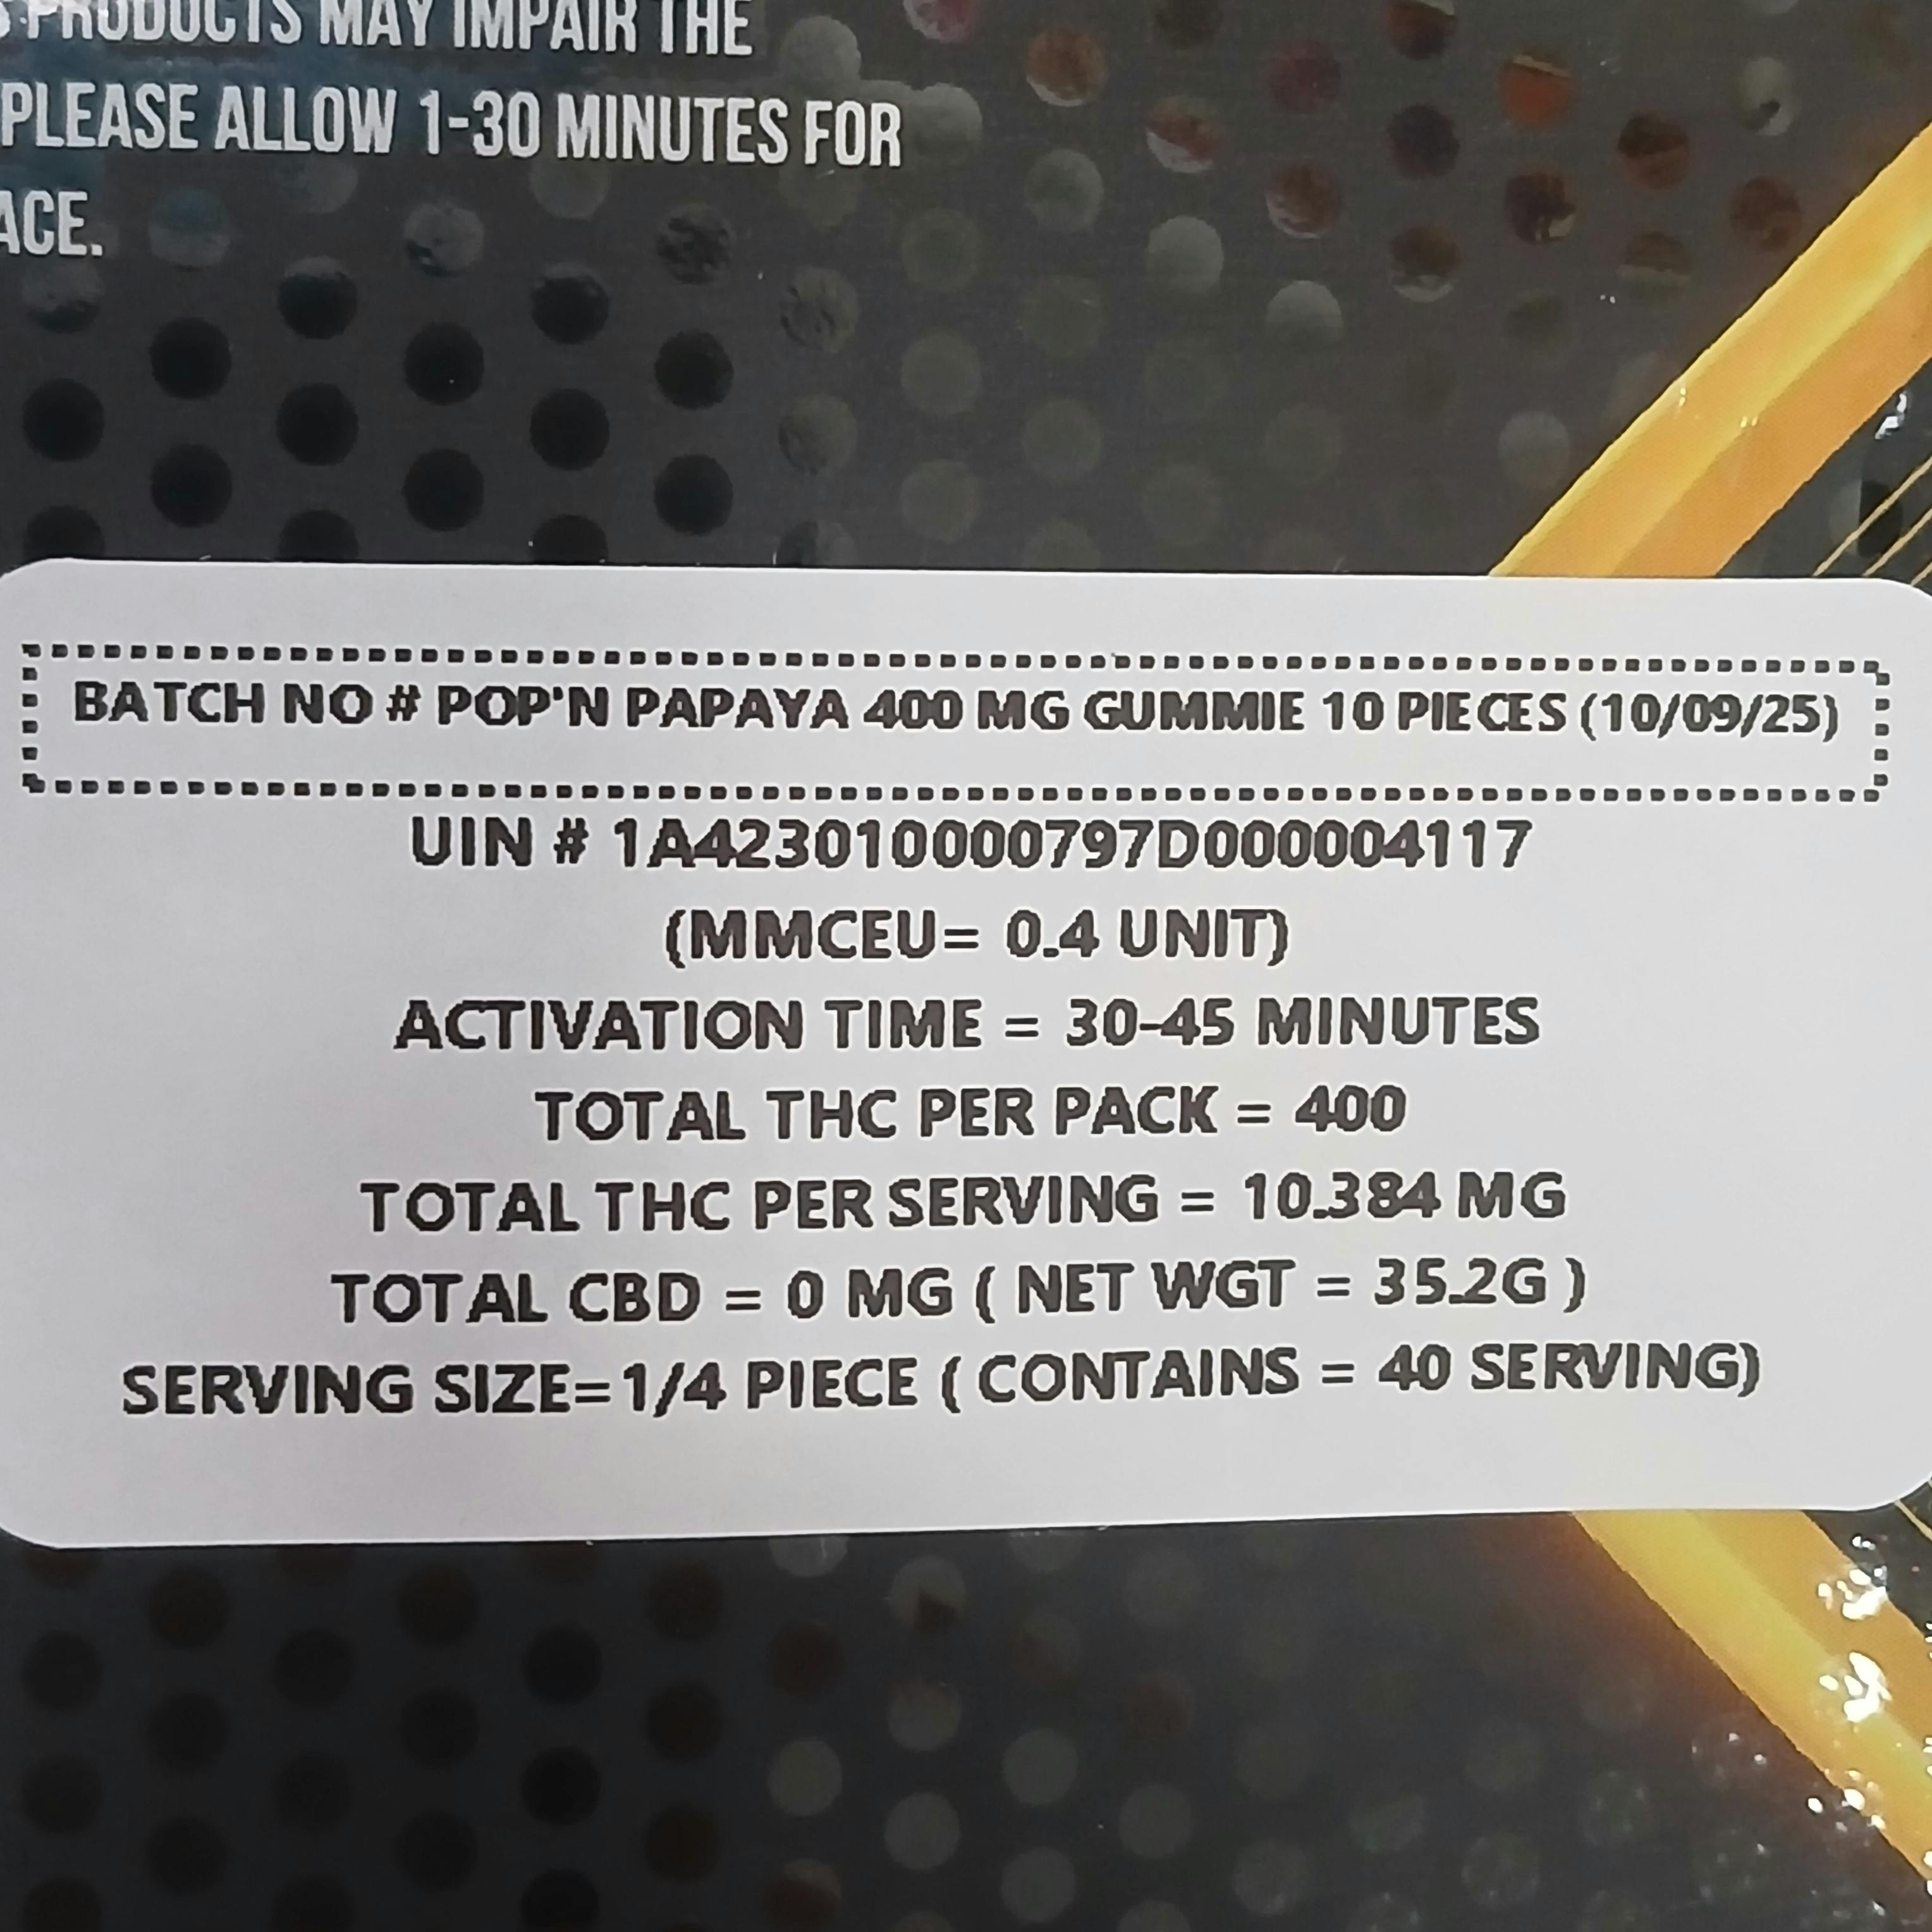 PRODUCTS MAY IMPAIR THE
PLEASE ALLOW 1-30 MINUTES FOR
ACE.
BATCH NO # POP'N PAPAYA 400 MG GUMMIE 10 PIECES (10/09/25)
UIN # 1A423010000797D000004117
(MMCEU= 0.4 UNIT)
ACTIVATION TIME = 30-45 MINUTES
TOTAL THC PER PACK = 400
TOTAL THC PER SERVING = 10.384 MG
TOTAL CBD = 0 MG ( NET WGT = 35.2G )
SERVING SIZE=1/4 PIECE ( CONTAINS = 40 SERVING)